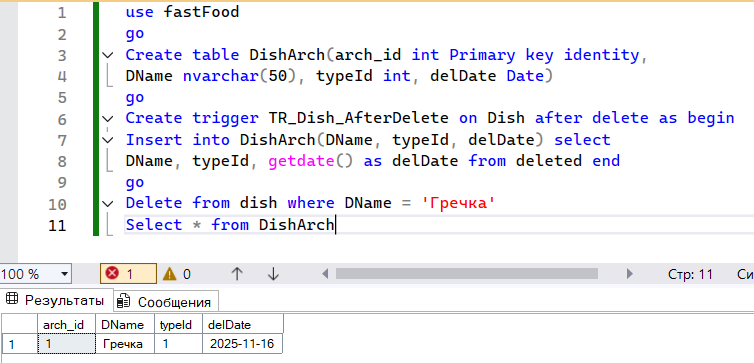 1 use fastFood
2 go
3 Create table DishArch(arch_id int Primary key identity,
4 DName nvarchar(50), typeId int, delDate Date)
5 go
6 Create trigger TR_Dish_AfterDelete on Dish after delete as begin
7 Insert into DishArch(DName, typeId, delDate) select
8 DName, typeId, getdate() as delDate from deleted end
9 go
10 Delete from dish where DName = 'Гречка'
11 Select * from DishArch
100 % 1 0 Стр: 11 Си
Результаты Сообщения
arch_id DName typeId delDate
1 1 Гречка 1 2025-11-16